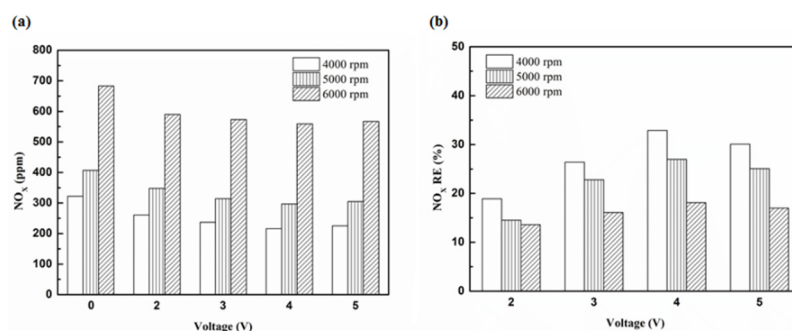 (a)
800
700
600
500
400
300
200
100
0
NOX (ppm)
4000 rpm
5000 rpm
6000 rpm
0 2 3 4 5
Voltage (V)
(b)
50
40
30
20
10
0
NOX RE (%)
4000 rpm
5000 rpm
6000 rpm
2 3 4 5
Voltage (V)